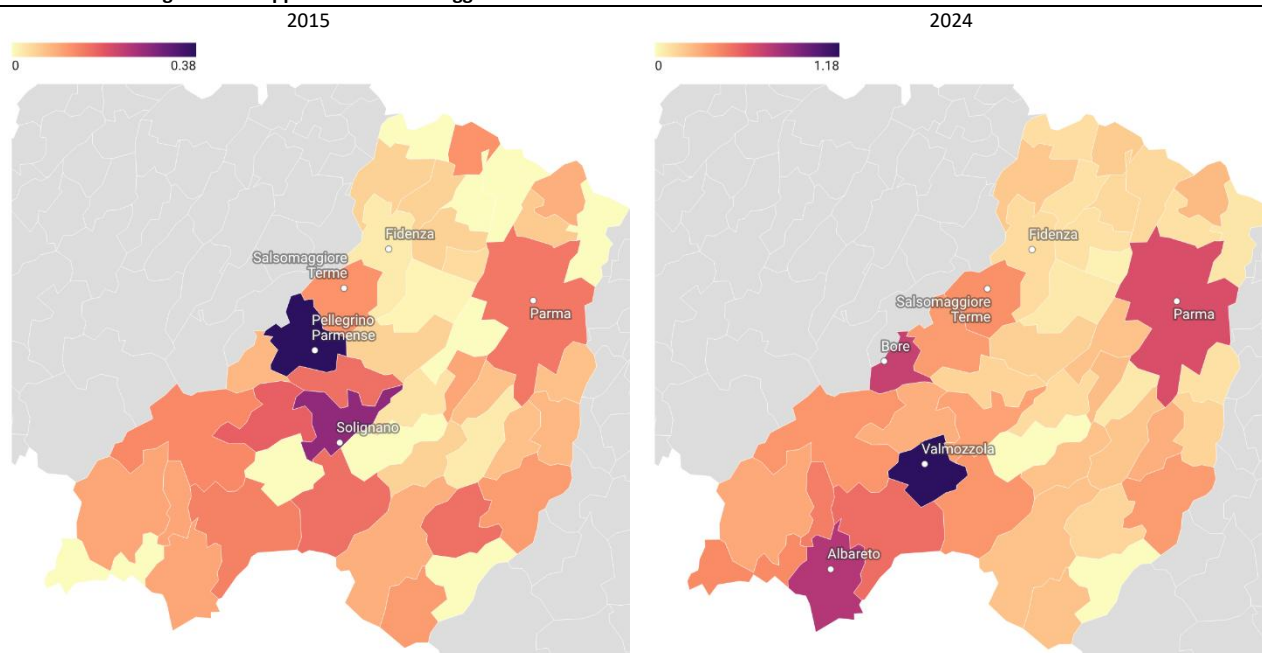 2015
2024
0
0.38
0
1.18
Fidenza
Salsomaggiore
Terme
Pellegrino
Parmense
Parma
Solignano
Fidenza
Salsomaggiore
Terme
Parma
Bore
Valmozzola
Albareto